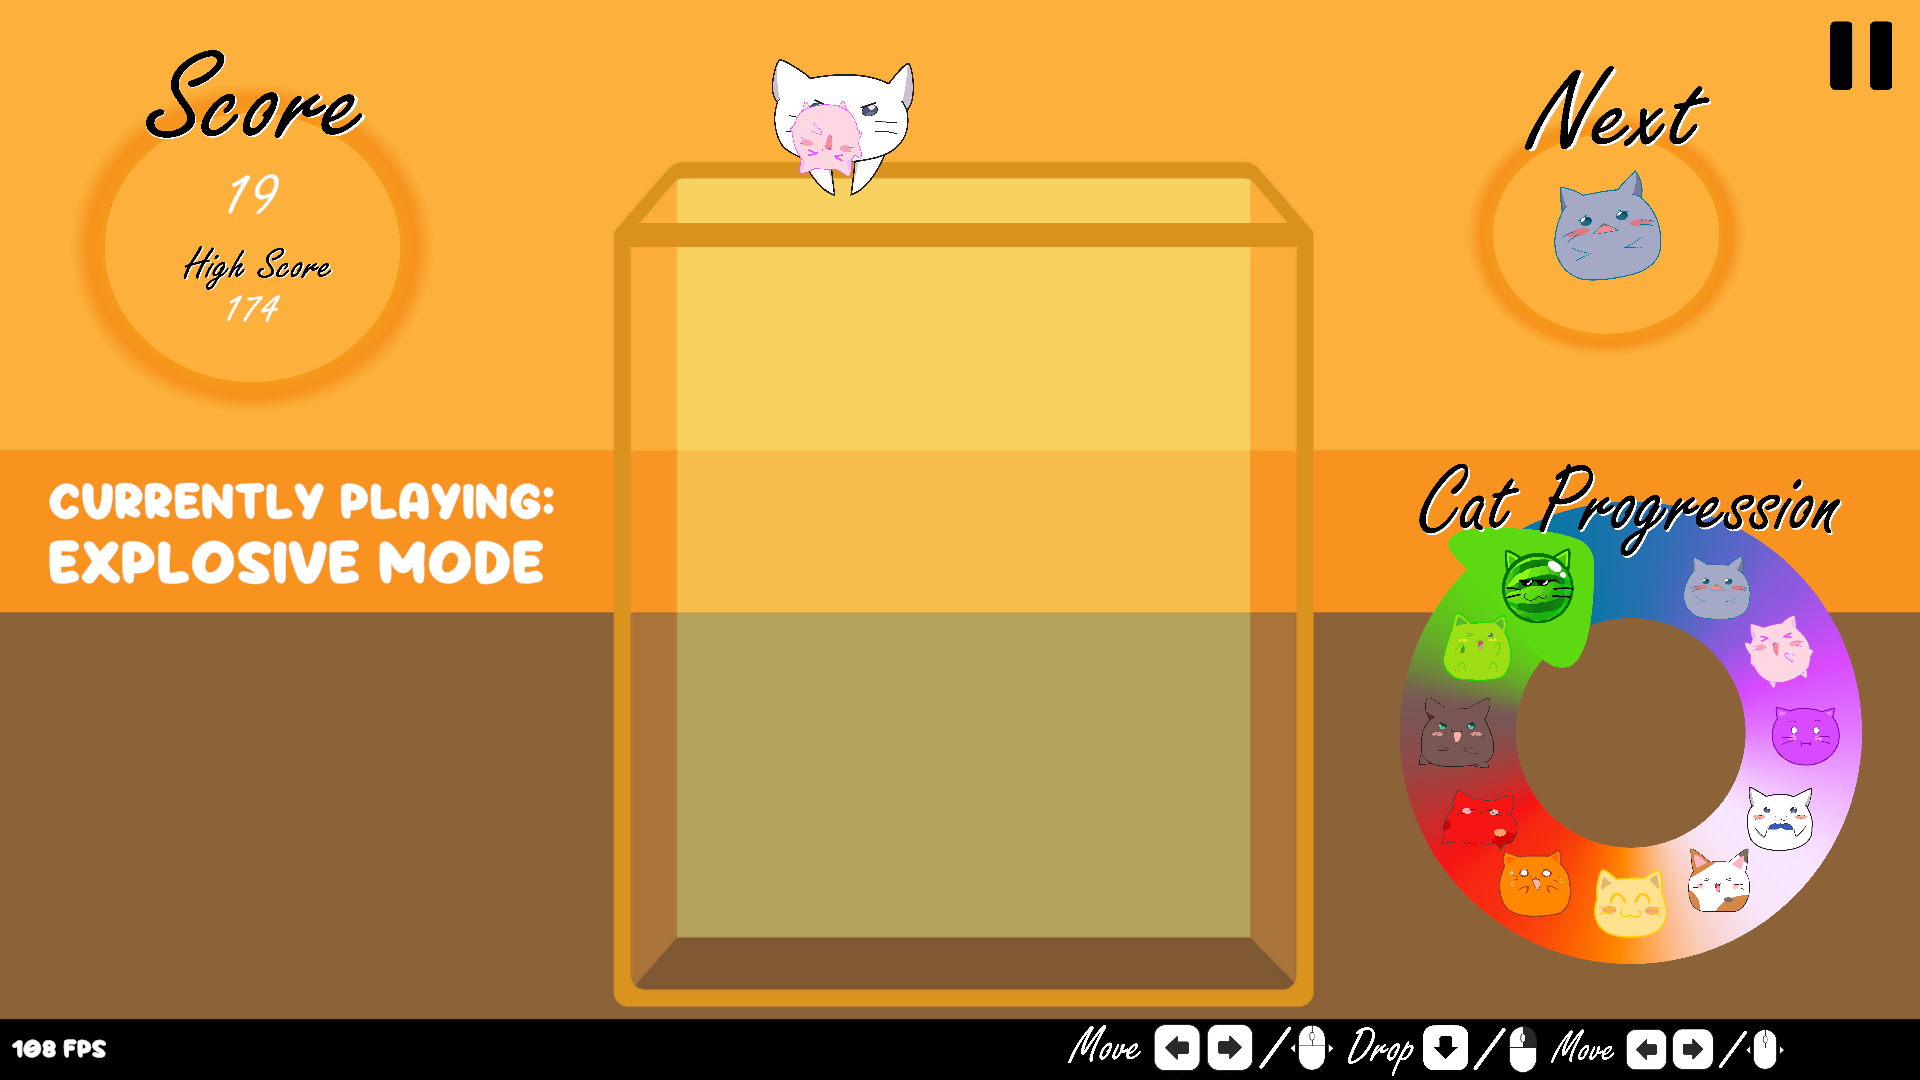 Score
19
High Score
174
Next
CURRENTLY PLAYING:
EXPLOSIVE MODE
Cat Progression
108 FPS
Move / Drop / Move /